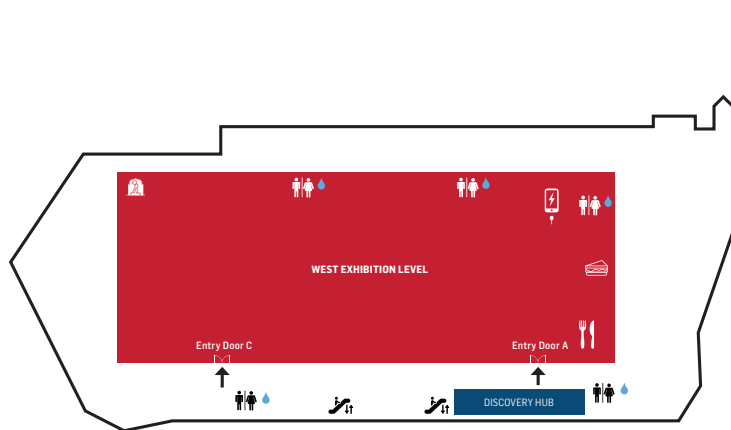 WEST EXHIBITION LEVEL
Entry Door C
Entry Door A
DISCOVERY HUB